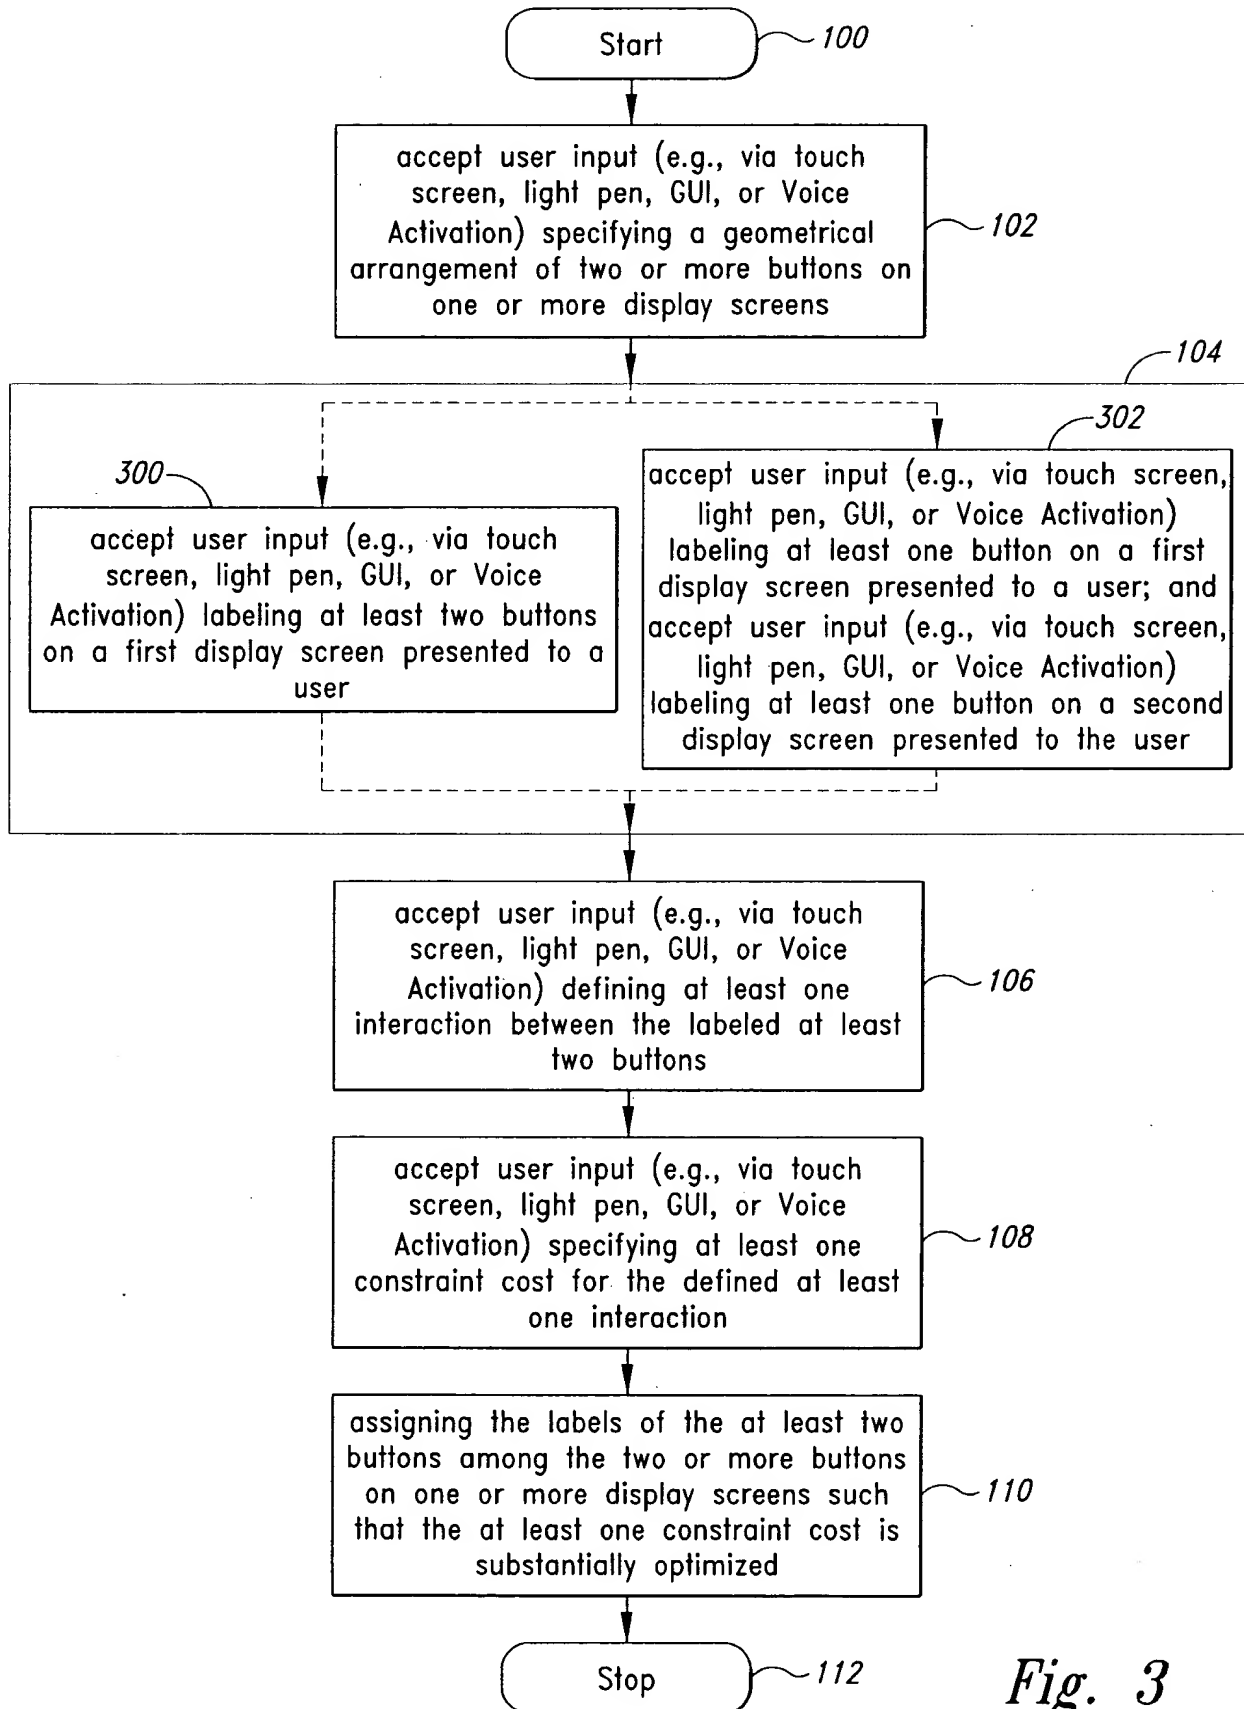 Start
100
accept user input (e.g., via touch
screen, light pen, GUI, or Voice
Activation) specifying a geometrical
arrangement of two or more buttons on
one or more display screens
102
104
300
accept user input (e.g., via touch
screen, light pen, GUI, or Voice
Activation) labeling at least two buttons
on a first display screen presented to a
user
302
accept user input (e.g., via touch screen,
light pen, GUI, or Voice Activation)
labeling at least one button on a first
display screen presented to a user; and
accept user input (e.g., via touch screen,
light pen, GUI, or Voice Activation)
labeling at least one button on a second
display screen presented to the user
accept user input (e.g., via touch
screen, light pen, GUI, or Voice
Activation) defining at least one
interaction between the labeled at least
two buttons
106
accept user input (e.g., via touch
screen, light pen, GUI, or Voice
Activation) specifying at least one
constraint cost for the defined at least
one interaction
108
assigning the labels of the at least two
buttons among the two or more buttons
on one or more display screens such
that the at least one constraint cost is
substantially optimized
110
Stop
112
Fig. 3